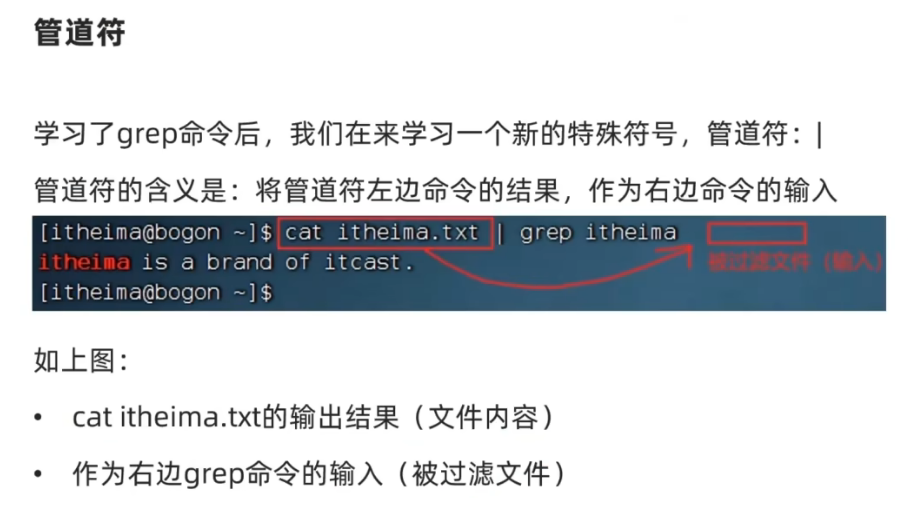 管道符
学习了grep命令后，我们在来学习一个新的特殊符号，管道符：|
管道符的含义是：将管道符左边命令的结果，作为右边命令的输入
[itheima@bogon ~]$ cat itheima.txt | grep itheima
被过滤文件（输入）
itheima is a brand of itcast.
[itheima@bogon ~]$
如上图：
• cat itheima.txt的输出结果（文件内容）
• 作为右边grep命令的输入（被过滤文件）